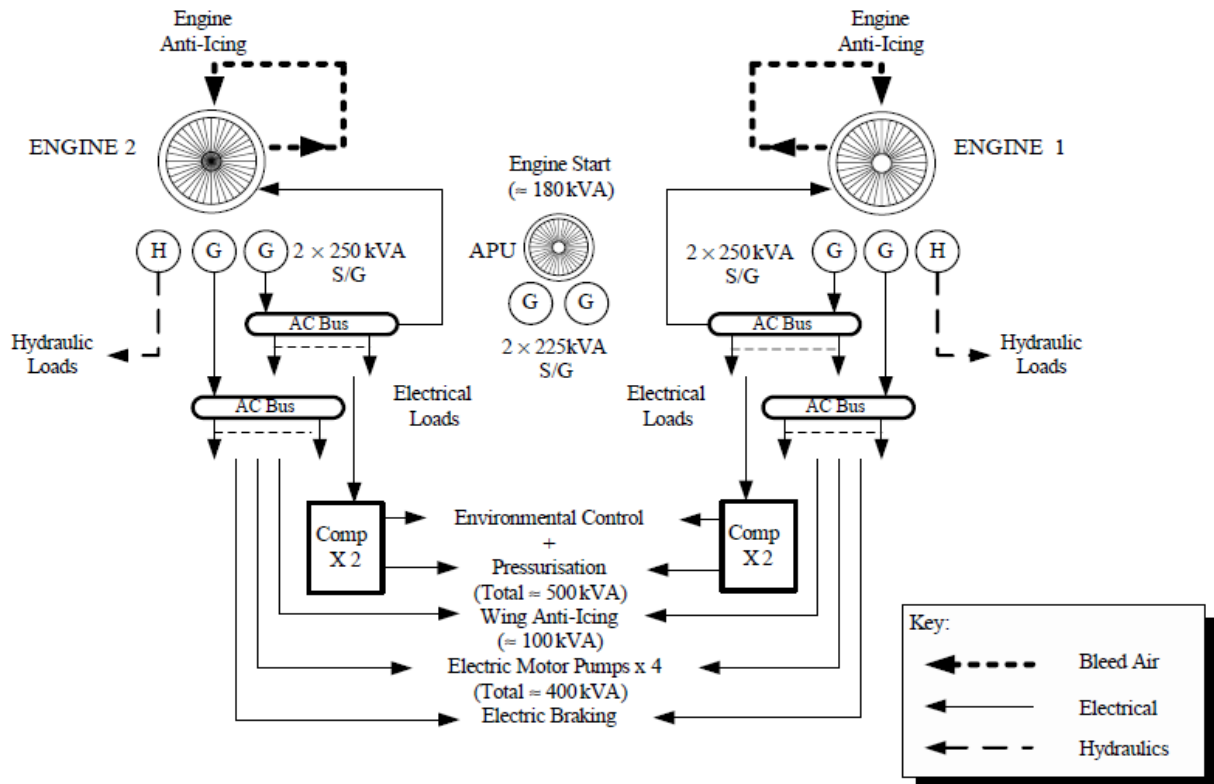 Engine
Anti-Icing
Engine
Anti-Icing
ENGINE 2
ENGINE 1
Engine Start
(≈ 180 kVA)
APU
H
G
G
2 × 250 kVA
S/G
2 × 250 kVA
S/G
G
G
H
G
G
2 × 225kVA
S/G
AC Bus
AC Bus
Hydraulic
Loads
Hydraulic
Loads
Electrical
Loads
Electrical
Loads
AC Bus
AC Bus
Comp
X 2
Comp
X 2
Environmental Control
+
Pressurisation
(Total ≈ 500 kVA)
Wing Anti-Icing
(≈ 100 kVA)
Electric Motor Pumps x 4
(Total ≈ 400 kVA)
Electric Braking
Key:
Bleed Air
Electrical
Hydraulics